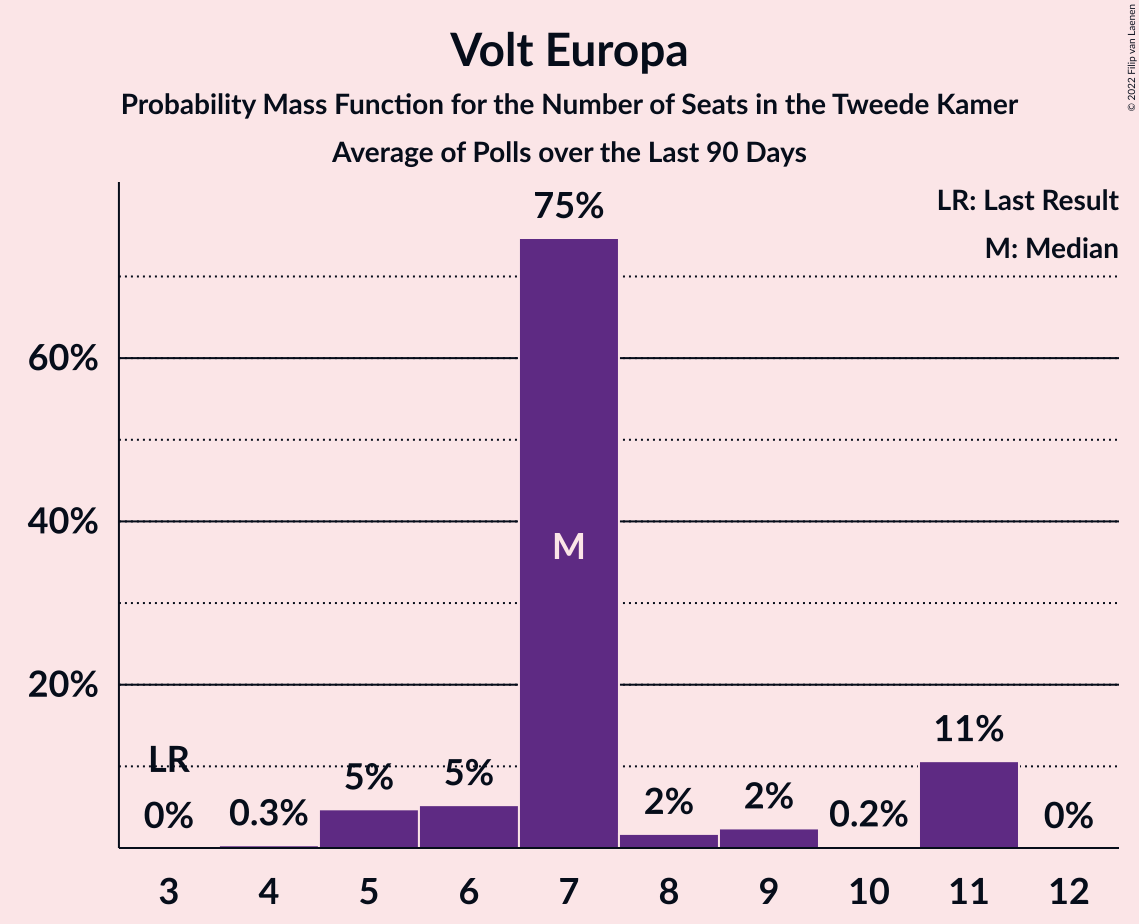 Volt Europa
Probability Mass Function for the Number of Seats in the Tweede Kamer
Average of Polls over the Last 90 Days
© 2022 Filip van Laenen
LR: Last Result
M: Median
60%
40%
20%
LR
0%
0.3%
5%
5%
75%
M
2%
2%
0.2%
11%
0%
3 4 5 6 7 8 9 10 11 12